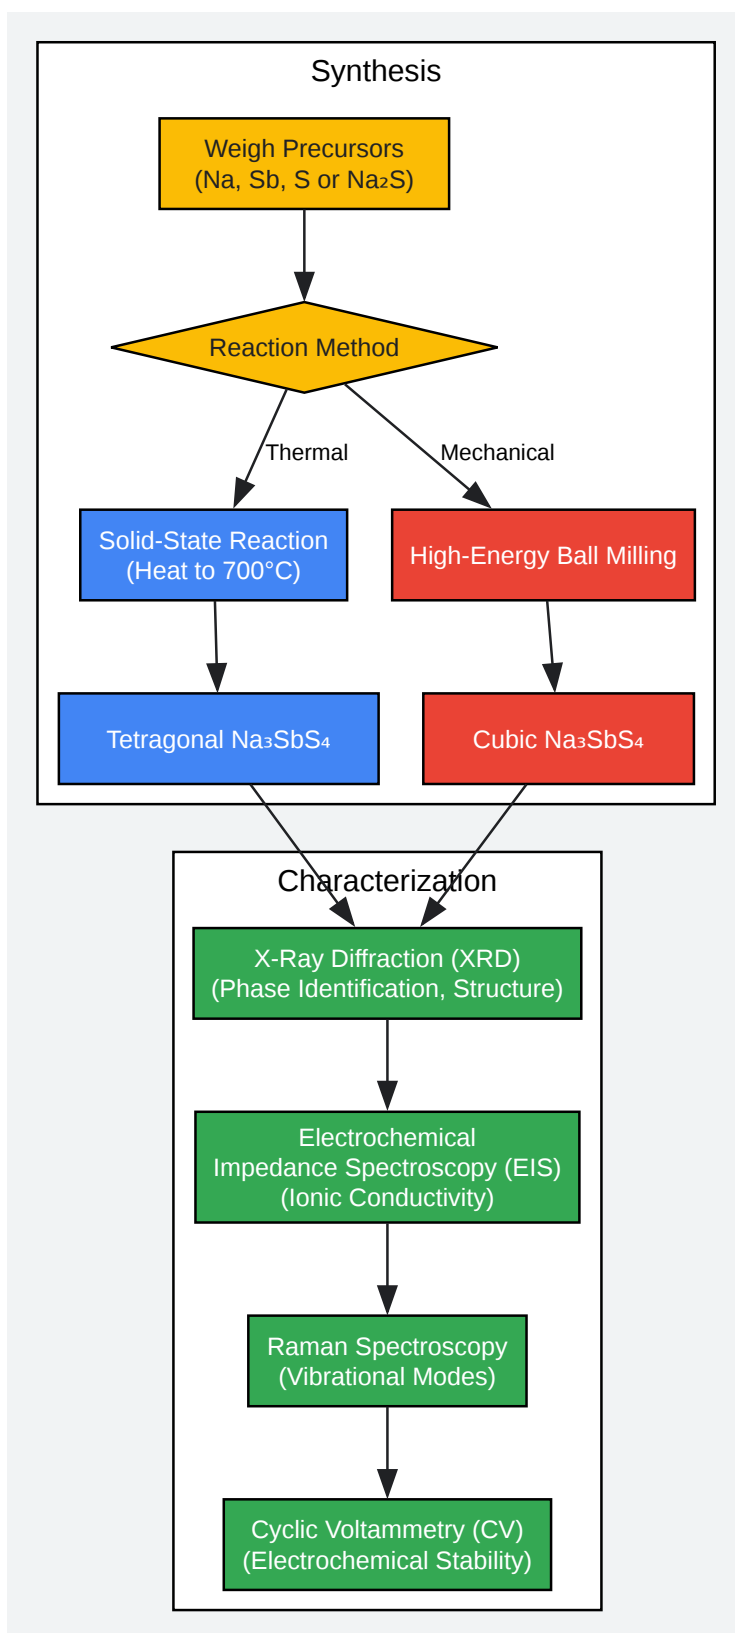 Synthesis
Weigh Precursors
(Na, Sb, S or Na₂S)
Reaction Method
Thermal
Mechanical
Solid-State Reaction
(Heat to 700°C)
High-Energy Ball Milling
Tetragonal Na₃SbS₄
Cubic Na₃SbS₄
Characterization
X-Ray Diffraction (XRD)
(Phase Identification, Structure)
Electrochemical
Impedance Spectroscopy (EIS)
(Ionic Conductivity)
Raman Spectroscopy
(Vibrational Modes)
Cyclic Voltammetry (CV)
(Electrochemical Stability)